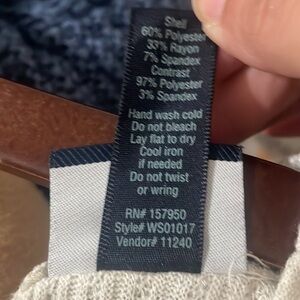 Shell
60% Polyester
33% Rayon
7% Spandex
Contrast
97% Polyester
3% Spandex
Hand wash cold
Do not bleach
Lay flat to dry
Cool iron
if needed
Do not twist
or wring
RN# 157950
Style# WS01017
Vendor# 11240